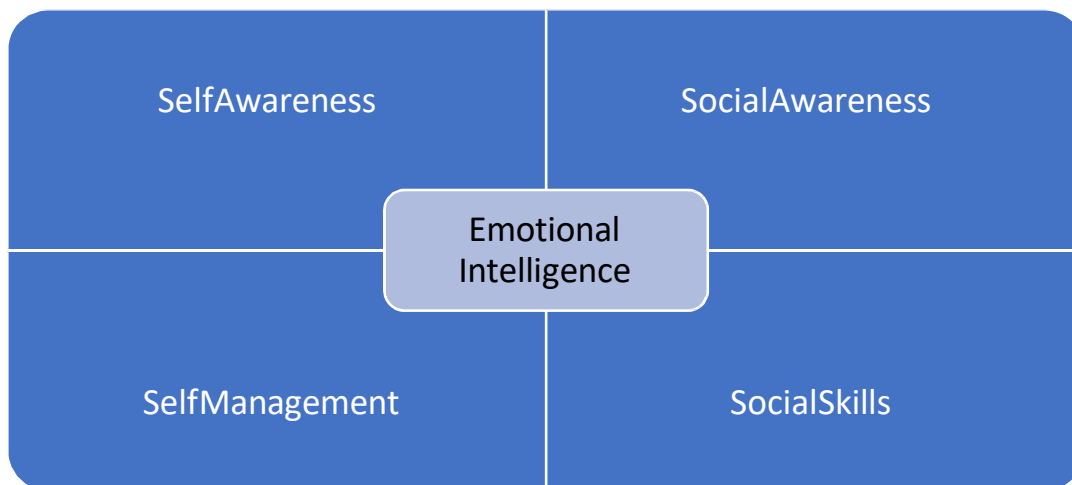 SelfAwareness
SocialAwareness
Emotional
Intelligence
SelfManagement
SocialSkills